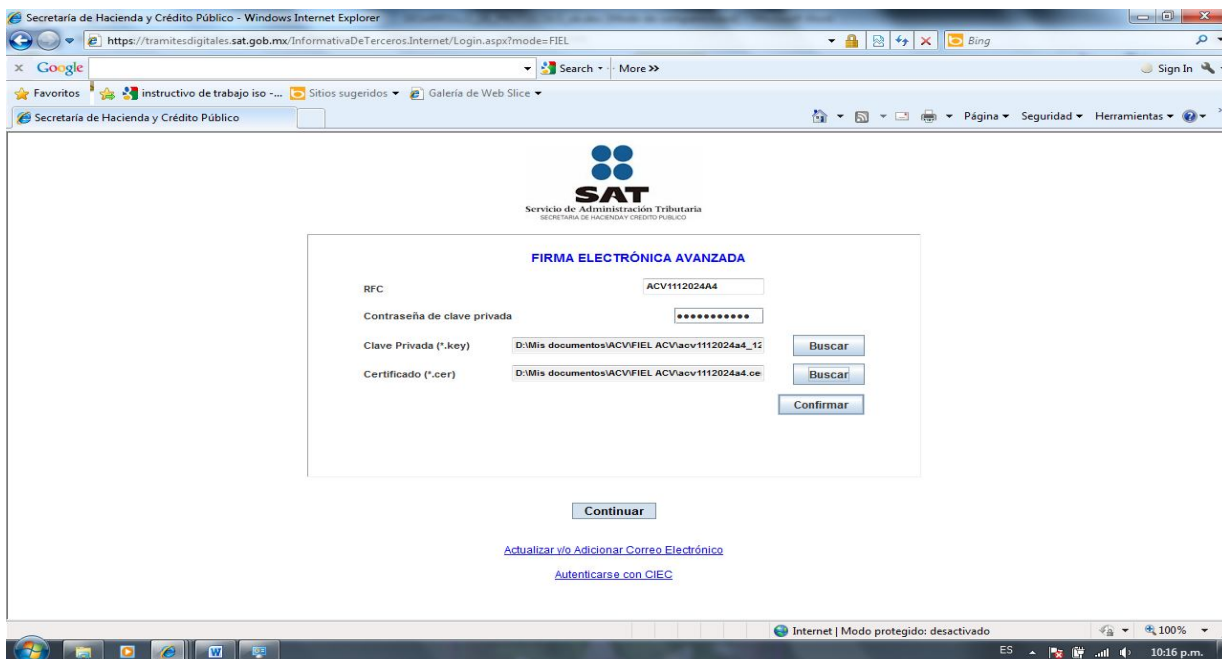 Secretaría de Hacienda y Crédito Público - Windows Internet Explorer
https://tramitesdigitales.sat.gob.mx/InformativaDeTerceros.Internet/Login.aspx?mode=FIEL
Bing
Google
Search
More >>
Sign In
Favoritos
instructivo de trabajo iso -...
Sitios sugeridos
Galería de Web Slice
Secretaría de Hacienda y Crédito Público
Página
Seguridad
Herramientas
SAT
Servicio de Administración Tributaria
SECRETARIA DE HACIENDA Y CREDITO PUBLICO
FIRMA ELECTRÓNICA AVANZADA
RFC
ACV1112024A4
Contraseña de clave privada
•••••••••••
Clave Privada (*.key)
D:\Mis documentos\ACV\FIEL ACV\acv1112024a4_12
Buscar
Certificado (*.cer)
D:\Mis documentos\ACV\FIEL ACV\acv1112024a4.ce
Buscar
Confirmar
Continuar
Actualizar y/o Adicionar Correo Electrónico
Autenticarse con CIEC
Internet | Modo protegido: desactivado
100%
ES
10:16 p.m.